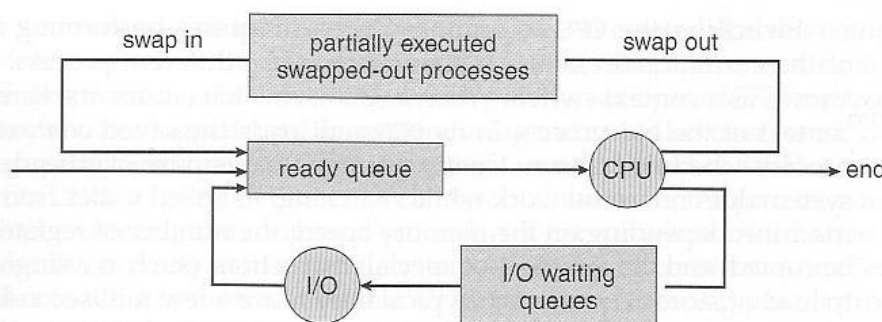 swap in
partially executed
swapped-out processes
swap out
ready queue
CPU
end
I/O
I/O waiting
queues